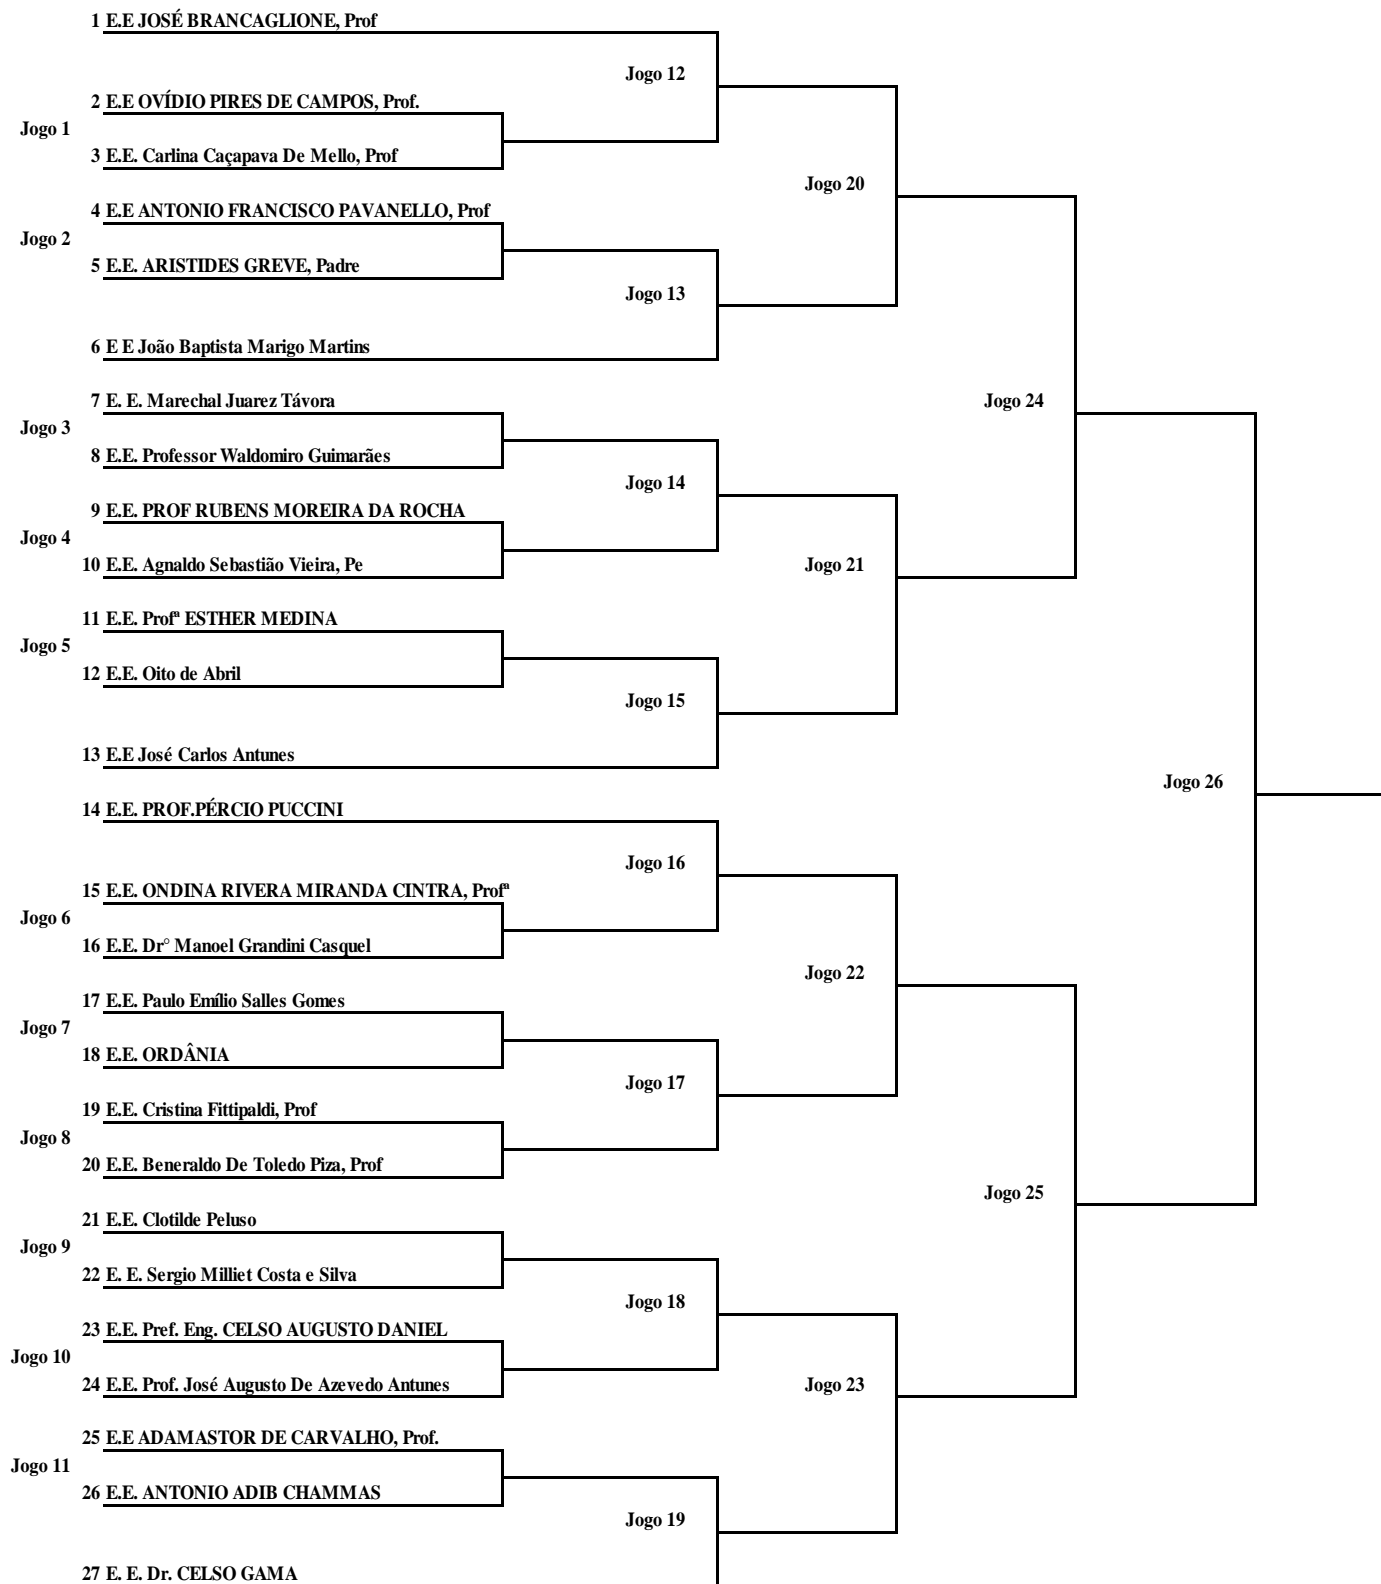 1 E.E JOSÉ BRANCAGLIONE, Prof
Jogo 12
2 E.E OVÍDIO PIRES DE CAMPOS, Prof.
Jogo 1
3 E.E. Carlina Caçapava De Mello, Prof
Jogo 20
4 E.E ANTONIO FRANCISCO PAVANELLO, Prof
Jogo 2
5 E.E. ARISTIDES GREVE, Padre
Jogo 13
6 E E João Baptista Marigo Martins
7 E. E. Marechal Juarez Távora
Jogo 24
Jogo 3
8 E.E. Professor Waldomiro Guimarães
Jogo 14
9 E.E. PROF RUBENS MOREIRA DA ROCHA
Jogo 4
10 E.E. Agnaldo Sebastião Vieira, Pe
Jogo 21
11 E.E. Profª ESTHER MEDINA
Jogo 5
12 E.E. Oito de Abril
Jogo 15
13 E.E José Carlos Antunes
Jogo 26
14 E.E. PROF.PÉRCIO PUCCINI
Jogo 16
15 E.E. ONDINA RIVERA MIRANDA CINTRA, Profª
Jogo 6
16 E.E. Dr° Manoel Grandini Casquel
Jogo 22
17 E.E. Paulo Emílio Salles Gomes
Jogo 7
18 E.E. ORDÂNIA
Jogo 17
19 E.E. Cristina Fittipaldi, Prof
Jogo 8
20 E.E. Beneraldo De Toledo Piza, Prof
Jogo 25
21 E.E. Clotilde Peluso
Jogo 9
22 E. E. Sergio Milliet Costa e Silva
Jogo 18
23 E.E. Pref. Eng. CELSO AUGUSTO DANIEL
Jogo 10
24 E.E. Prof. José Augusto De Azevedo Antunes
Jogo 23
25 E.E ADAMASTOR DE CARVALHO, Prof.
Jogo 11
26 E.E. ANTONIO ADIB CHAMMAS
Jogo 19
27 E. E. Dr. CELSO GAMA